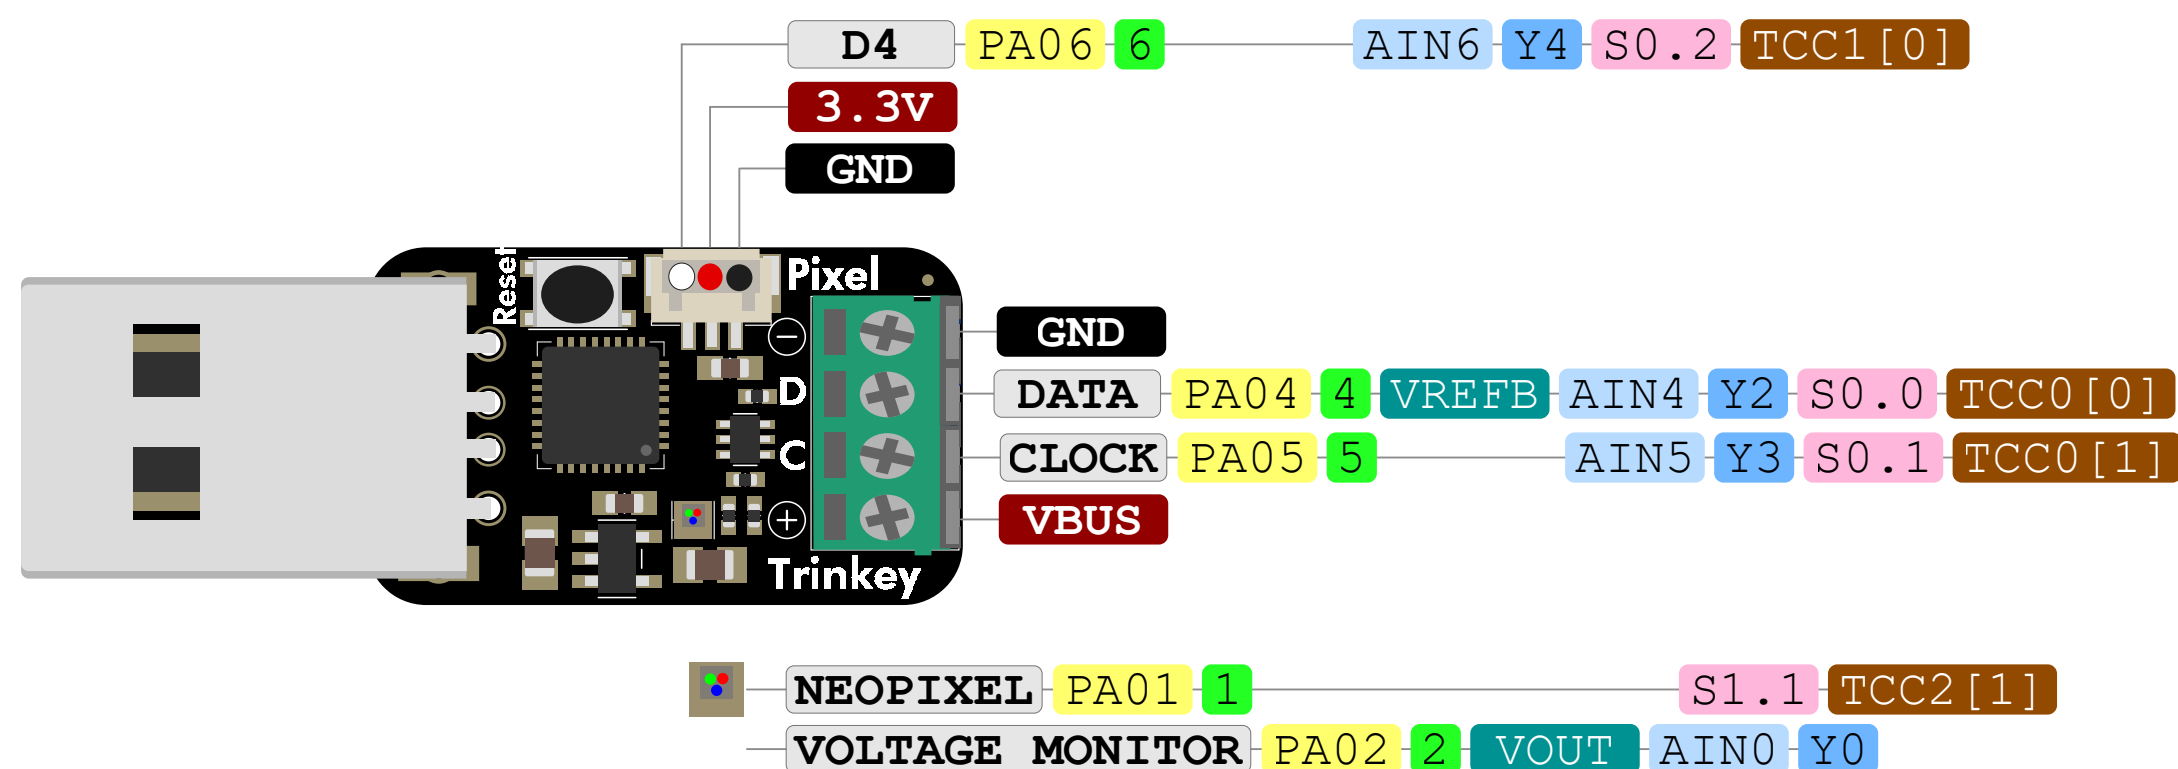 D4 PA06 6 AIN6 Y4 S0.2 TCC1[0]
3.3V
GND
Reset
Pixel
GND
D
DATA PA04 4 VREFB AIN4 Y2 S0.0 TCC0[0]
C
CLOCK PA05 5 AIN5 Y3 S0.1 TCC0[1]
VBUS
Trinkey
NEOPIXEL PA01 1 S1.1 TCC2[1]
VOLTAGE MONITOR PA02 2 VOUT AIN0 Y0